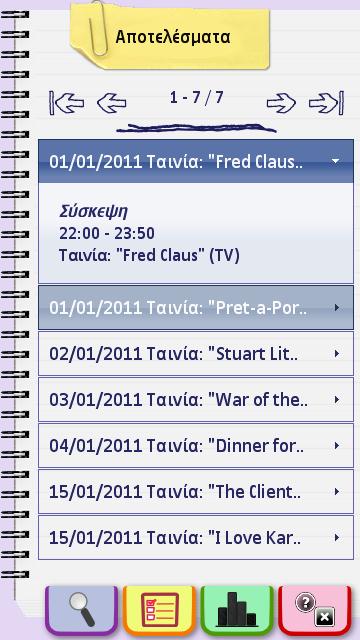 Αποτελέσματα
1 - 7 / 7
01/01/2011 Ταινία: "Fred Claus..
Σύσκεψη
22:00 - 23:50
Ταινία: "Fred Claus" (TV)
01/01/2011 Ταινία: "Pret-a-Por..
02/01/2011 Ταινία: "Stuart Lit..
03/01/2011 Ταινία: "War of the..
04/01/2011 Ταινία: "Dinner for..
15/01/2011 Ταινία: "The Client..
15/01/2011 Ταινία: "I Love Kar..